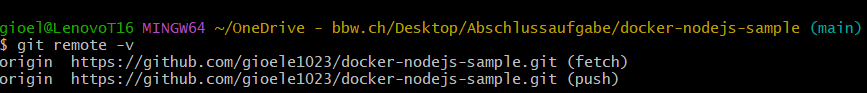 gioel@LenovoT16 MINGW64 ~/OneDrive - bbw.ch/Desktop/Abschlussaufgabe/docker-nodejs-sample (main)
$ git remote -v
origin  https://github.com/gioele1023/docker-nodejs-sample.git (fetch)
origin  https://github.com/gioele1023/docker-nodejs-sample.git (push)